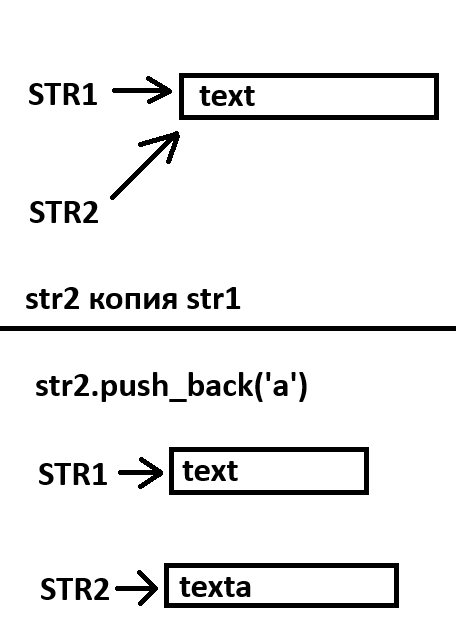 STR1 text
STR2
str2 копия str1
str2.push_back('a')
STR1 text
STR2 texta